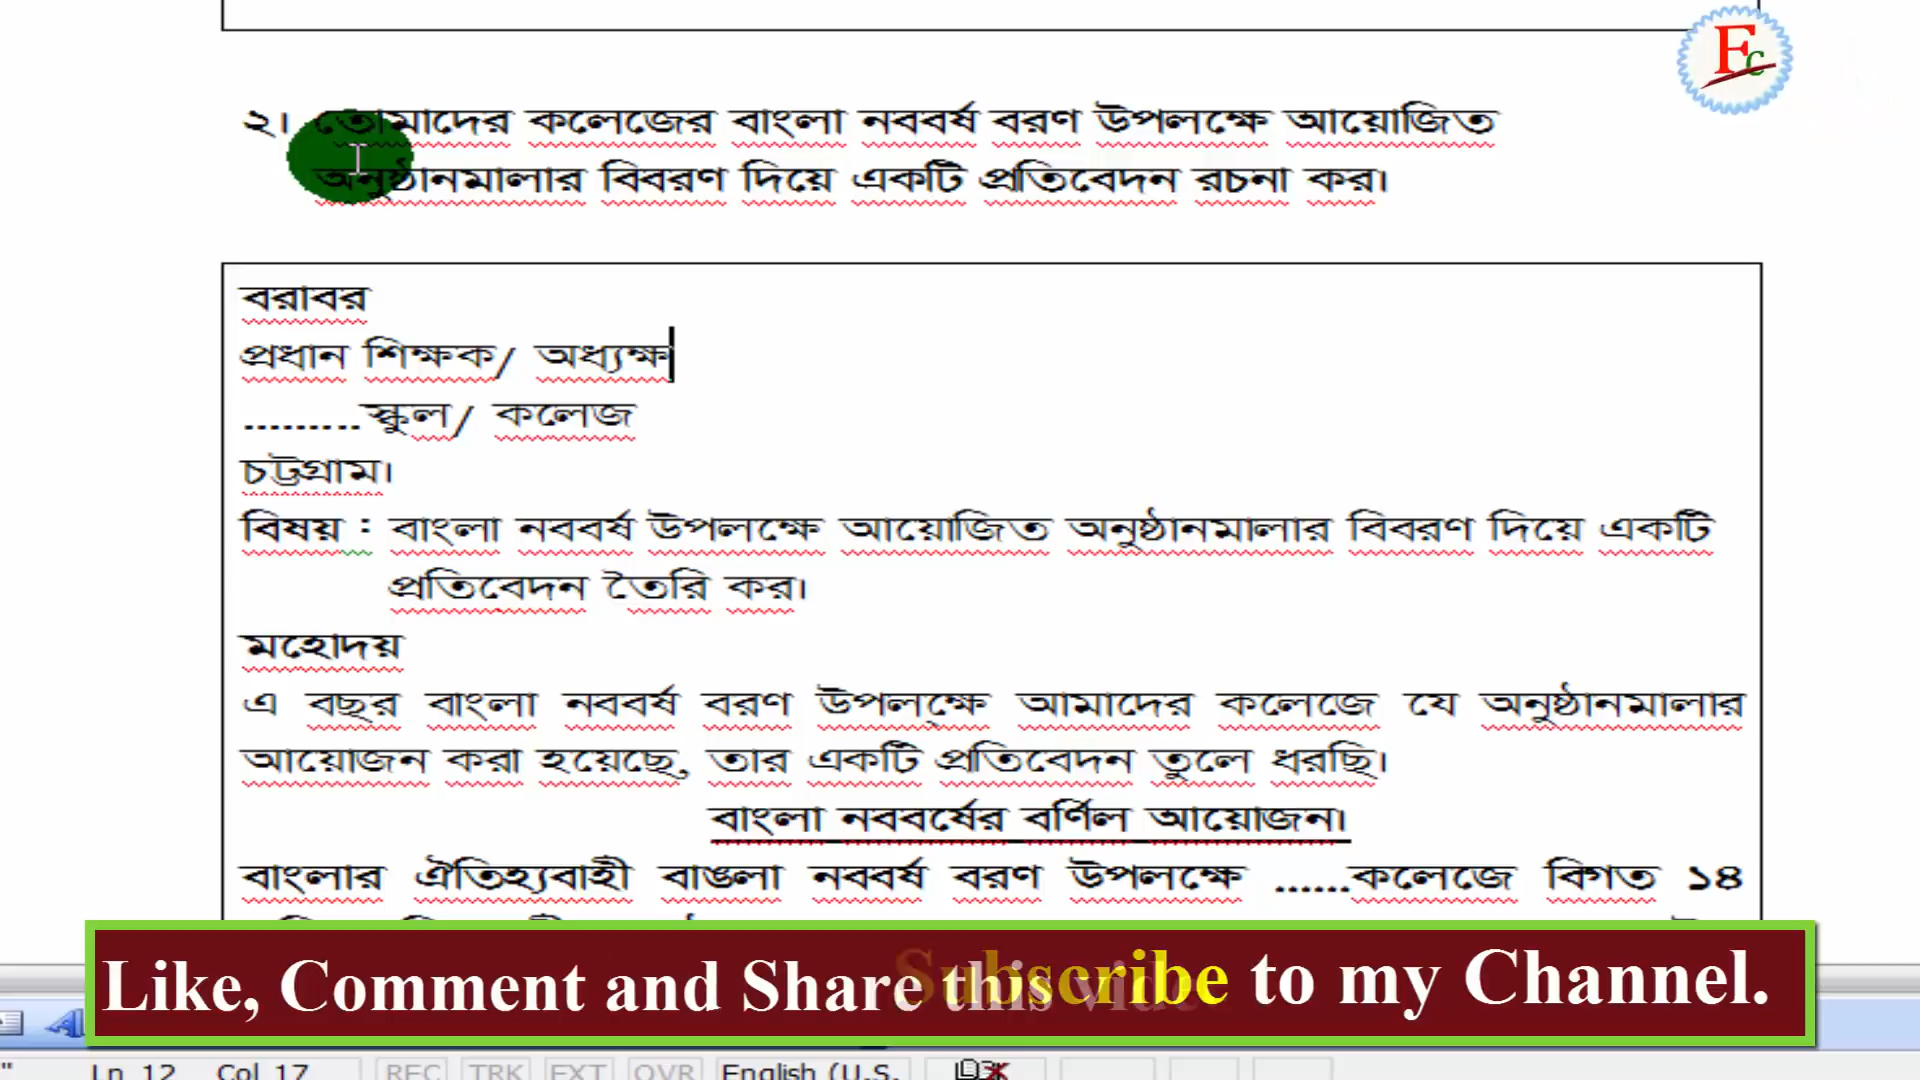 Fc
২। তোমাদের কলেজের বাংলা নববর্ষ বরণ উপলক্ষে আয়োজিত
অনুষ্ঠানমালার বিবরণ দিয়ে একটি প্রতিবেদন রচনা কর।
বরাবর
প্রধান শিক্ষক/ অধ্যক্ষ
.........স্কুল/ কলেজ
চট্টগ্রাম।
বিষয় : বাংলা নববর্ষ উপলক্ষে আয়োজিত অনুষ্ঠানমালার বিবরণ দিয়ে একটি
প্রতিবেদন তৈরি কর।
মহোদয়
এ বছর বাংলা নববর্ষ বরণ উপলক্ষে আমাদের কলেজে যে অনুষ্ঠানমালার
আয়োজন করা হয়েছে, তার একটি প্রতিবেদন তুলে ধরছি।
বাংলা নববর্ষের বর্ণিল আয়োজন।
বাংলার ঐতিহ্যবাহী বাঙলা নববর্ষ বরণ উপলক্ষে ......কলেজে বিগত ১৪
Like, Comment and Share this Subscribe to my Channel.
Ln 12 Col 17 REC TRK EXT OVR English (U.S.